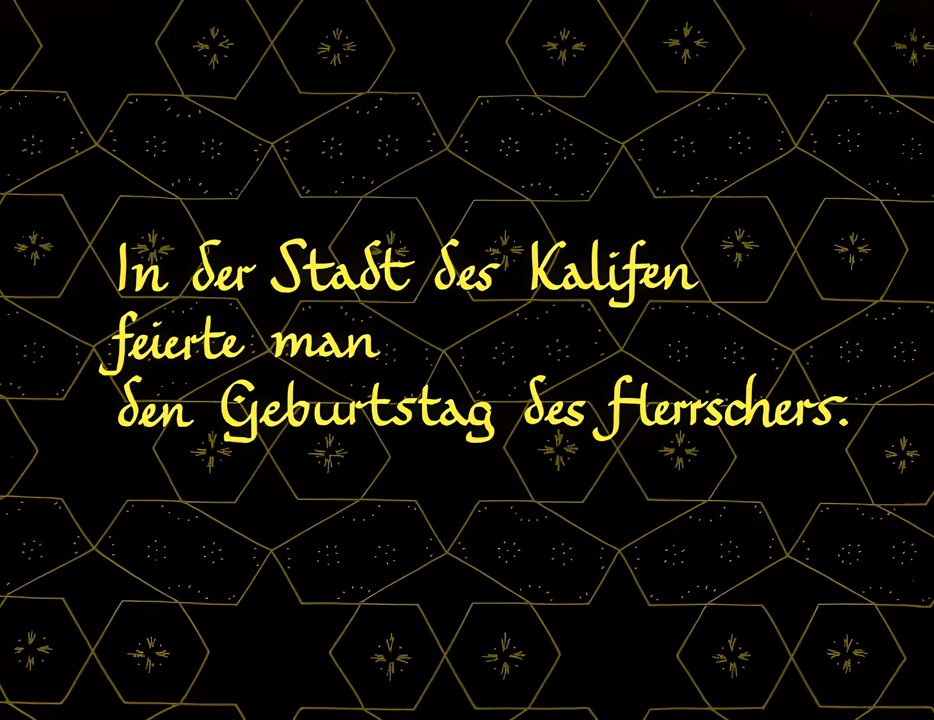 In der Stadt des Kalifen
feierte man
den Geburtstag des Herrschers.